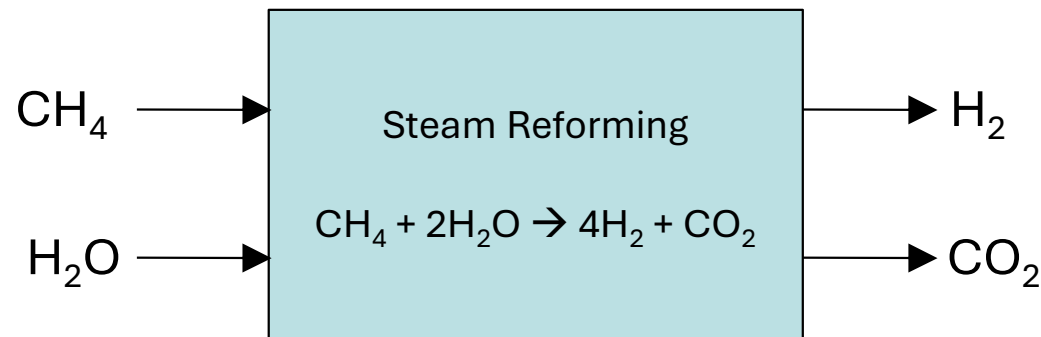 CH₄
Steam Reforming
H₂
CH₄ + 2H₂O → 4H₂ + CO₂
H₂O
CO₂